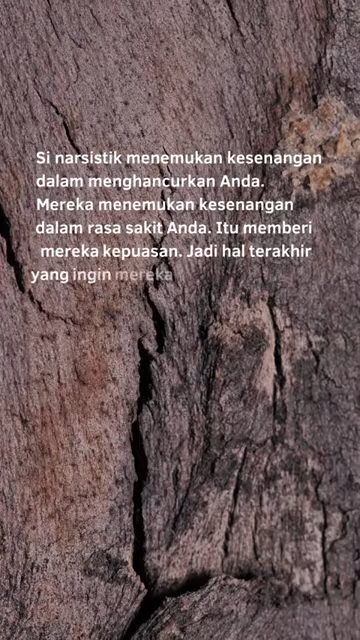 Si narsistik menemukan kesenangan
dalam menghancurkan Anda.
Mereka menemukan kesenangan
dalam rasa sakit Anda. Itu memberi
mereka kepuasan. Jadi hal terakhir
yang ingin mereka